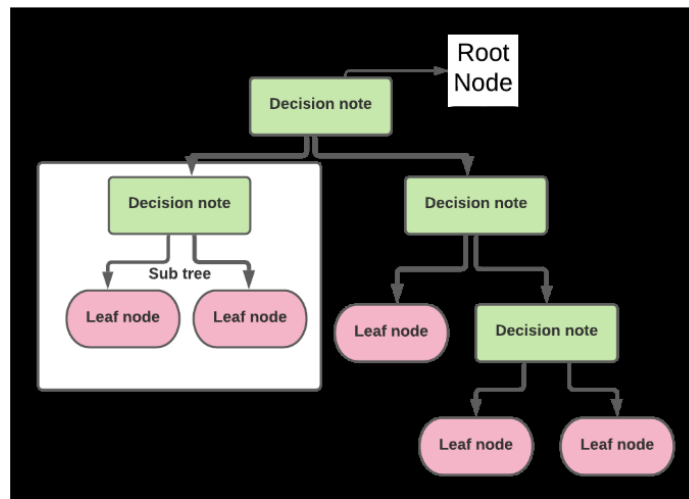 Root
Node
Decision note
Decision note
Decision note
Sub tree
Leaf node
Leaf node
Leaf node
Decision note
Leaf node
Leaf node